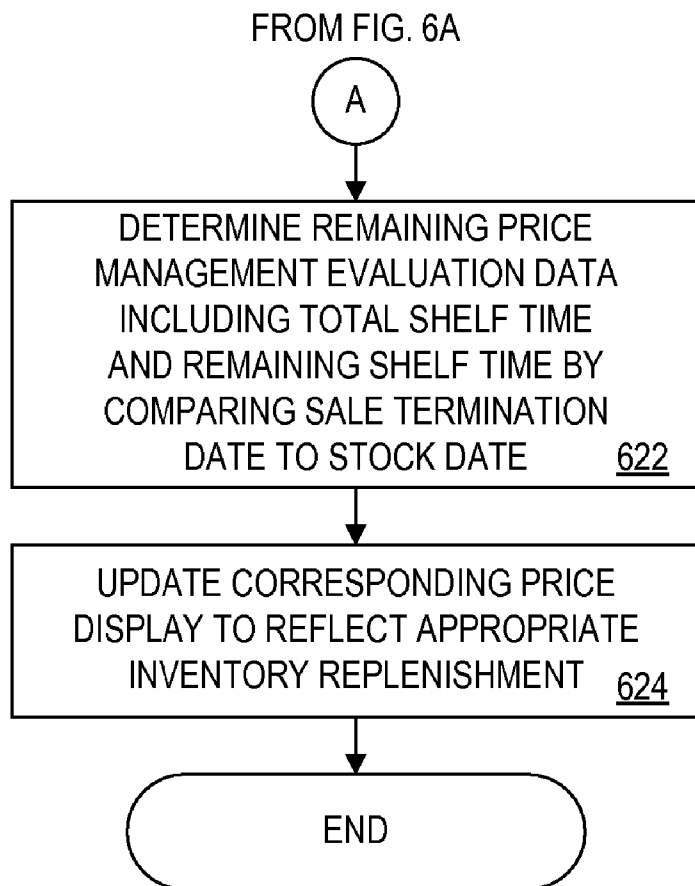 FROM FIG. 6A
A
DETERMINE REMAINING PRICE
MANAGEMENT EVALUATION DATA
INCLUDING TOTAL SHELF TIME
AND REMAINING SHELF TIME BY
COMPARING SALE TERMINATION
DATE TO STOCK DATE 622
UPDATE CORRESPONDING PRICE
DISPLAY TO REFLECT APPROPRIATE
INVENTORY REPLENISHMENT 624
END